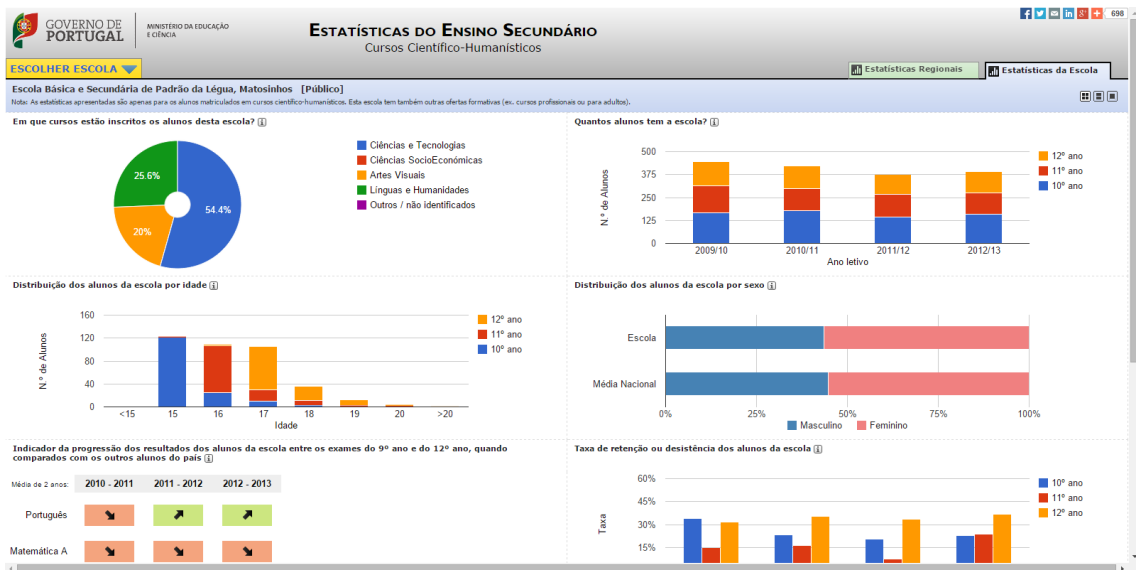 GOVERNO DE
PORTUGAL
MINISTÉRIO DA EDUCAÇÃO
E CIÊNCIA
ESTATÍSTICAS DO ENSINO SECUNDÁRIO
Cursos Científico-Humanísticos
698
ESCOLHER ESCOLA
Estatísticas Regionais
Estatísticas da Escola
Escola Básica e Secundária de Padrão da Légua, Matosinhos [Público]
Nota: As estatísticas apresentadas são apenas para os alunos matriculados em cursos científico-humanísticos. Esta escola tem também outras ofertas formativas (ex. cursos profissionais ou para adultos).
Em que cursos estão inscritos os alunos desta escola?
25.6%
54.4%
20%
Ciências e Tecnologias
Ciências SocioEconómicas
Artes Visuais
Línguas e Humanidades
Outros / não identificados
Quantos alunos tem a escola?
N.º de Alunos
500
375
250
125
0
2009/10 2010/11 2011/12 2012/13
Ano letivo
12º ano
11º ano
10º ano
Distribuição dos alunos da escola por idade
N.º de Alunos
160
120
80
40
0
<15 15 16 17 18 19 20 >20
Idade
12º ano
11º ano
10º ano
Distribuição dos alunos da escola por sexo
Escola
Média Nacional
0% 25% 50% 75% 100%
Masculino Feminino
Indicador da progressão dos resultados dos alunos da escola entre os exames do 9º ano e do 12º ano, quando
comparados com os outros alunos do país
Média de 2 anos: 2010 - 2011 2011 - 2012 2012 - 2013
Português
Matemática A
Taxa de retenção ou desistência dos alunos da escola
Taxa
60%
45%
30%
15%
10º ano
11º ano
12º ano